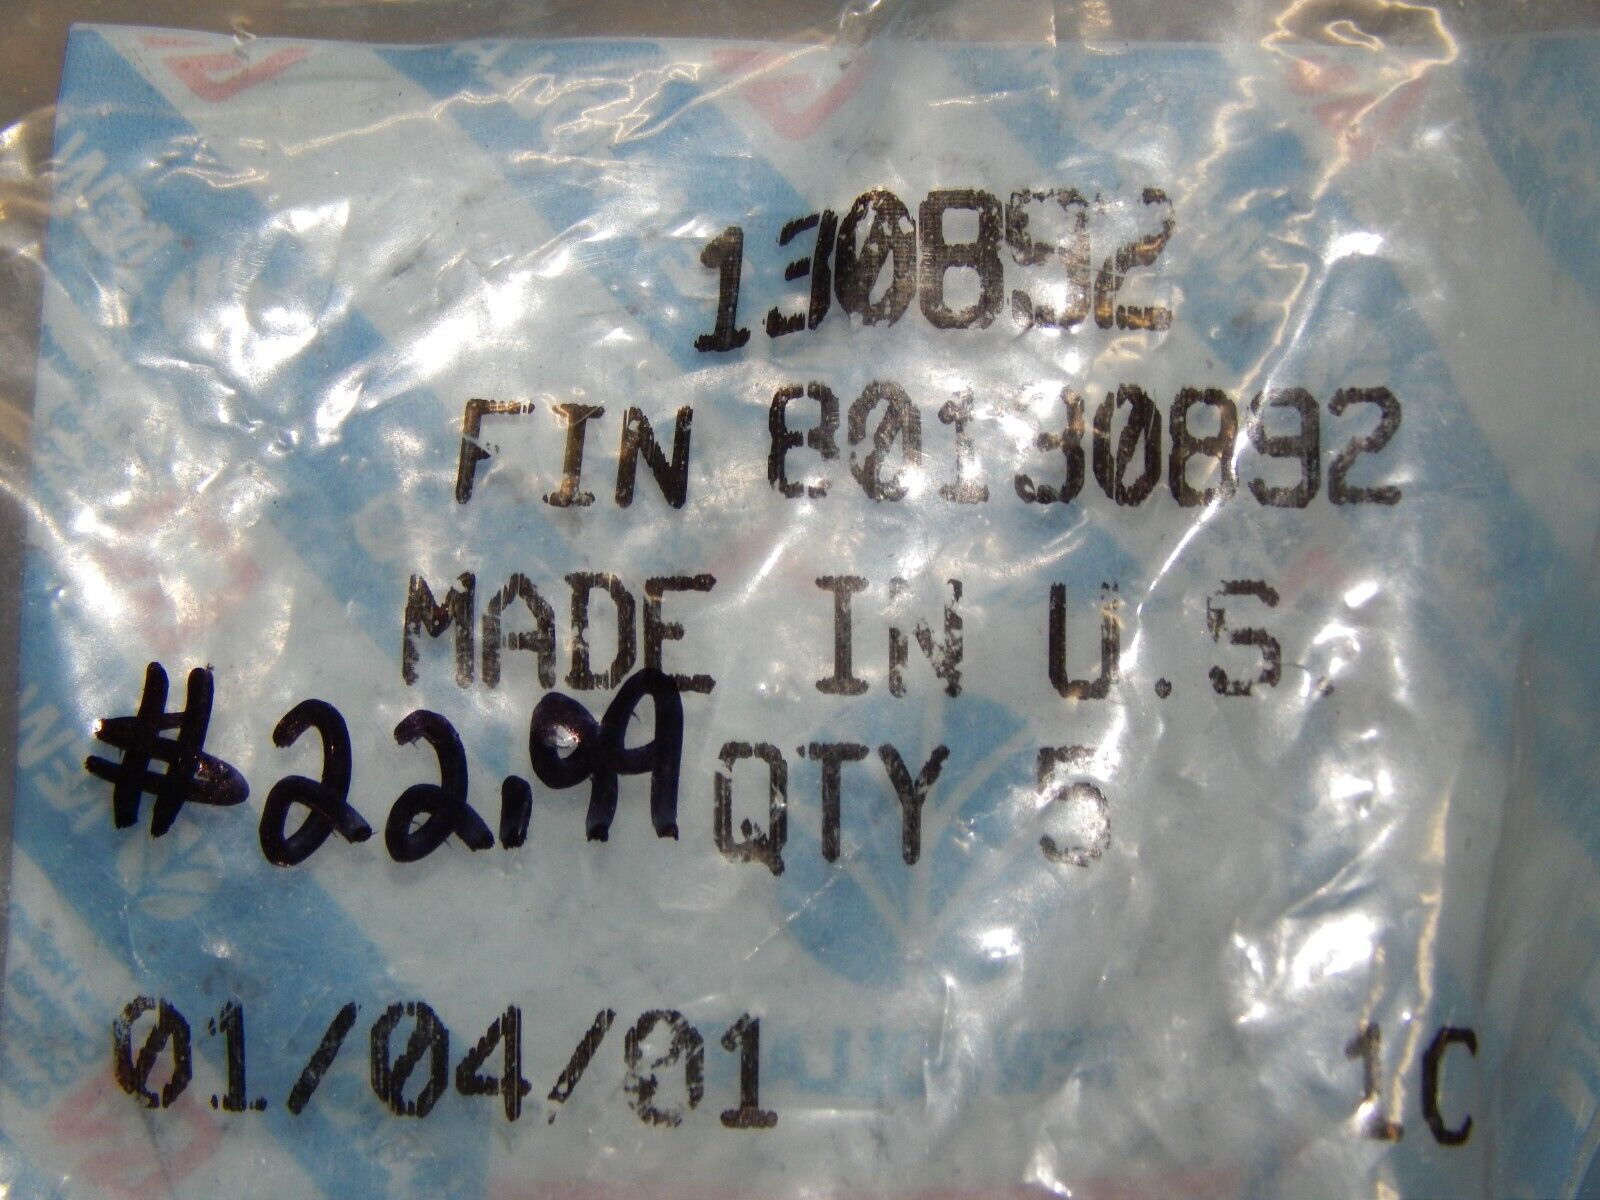 130892
FIN 80130892
MADE IN U.S.
#22.99 QTY 5
01/04/01 1C